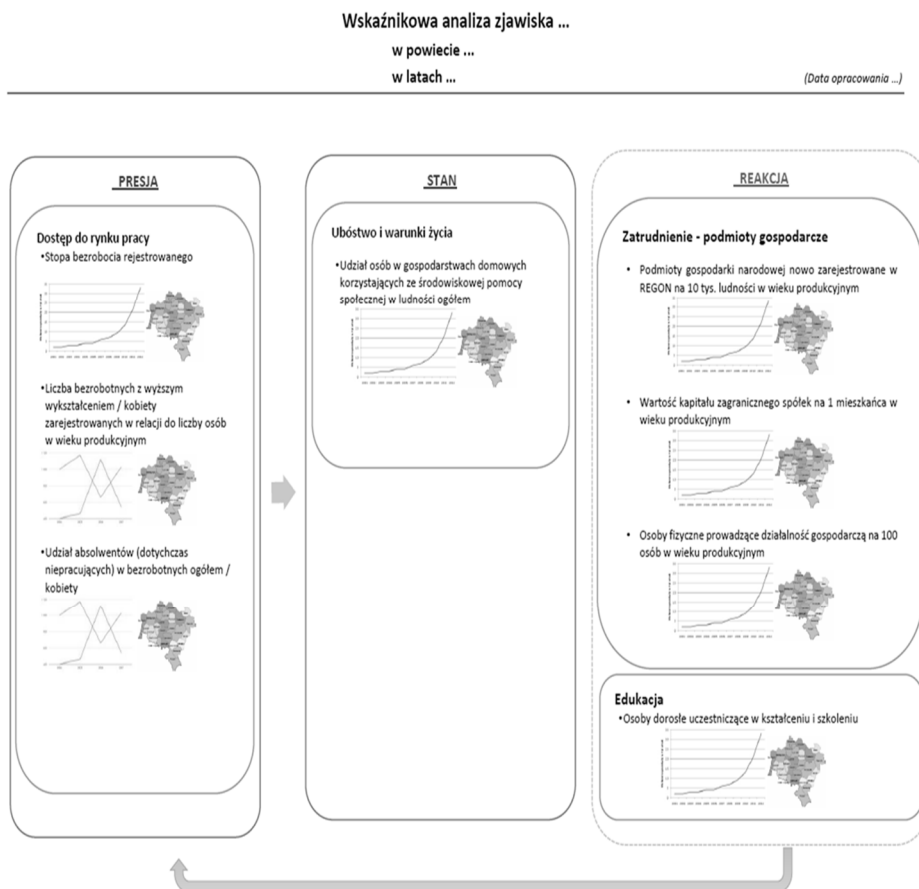 Wskaźnikowa analiza zjawiska ...
w powiecie ...
w latach ...
(Data opracowania ...)
PRESJA
Dostęp do rynku pracy
•Stopa bezrobocia rejestrowanego
•Liczba bezrobotnych z wyższym
wykształceniem / kobiety
zarejestrowanych w relacji do liczby osób
w wieku produkcyjnym
•Udział absolwentów (dotychczas
niepracujących) w bezrobotnych ogółem /
kobiety
STAN
Ubóstwo i warunki życia
•Udział osób w gospodarstwach domowych
korzystających ze środowiskowej pomocy
społecznej w ludności ogółem
REAKCJA
Zatrudnienie - podmioty gospodarcze
• Podmioty gospodarki narodowej nowo zarejestrowane w
REGON na 10 tys. ludności w wieku produkcyjnym
• Wartość kapitału zagranicznego spółek na 1 mieszkańca w
wieku produkcyjnym
• Osoby fizyczne prowadzące działalność gospodarczą na 100
osób w wieku produkcyjnym
Edukacja
•Osoby dorosłe uczestniczące w kształceniu i szkoleniu